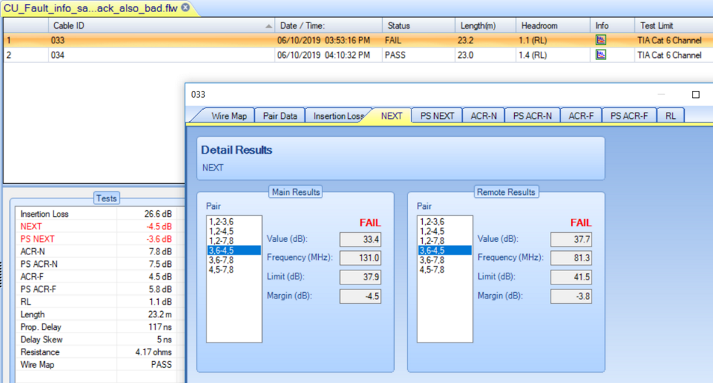 CU_Fault_info_sa...ack_also_bad.flw
Cable ID Date / Time: Status Length(m) Headroom Info Test Limit
1 033 06/10/2019 03:53:16 PM FAIL 23.2 1.1 (RL) TIA Cat 6 Channel
2 034 06/10/2019 04:10:32 PM PASS 23.0 1.4 (RL) TIA Cat 6 Channel
033
Wire Map Pair Data Insertion Loss NEXT PS NEXT ACR-N PS ACR-N ACR-F PS ACR-F RL
Detail Results
NEXT
Tests
Insertion Loss 26.6 dB
NEXT -4.5 dB
PS NEXT -3.6 dB
ACR-N 7.8 dB
PS ACR-N 7.5 dB
ACR-F 4.5 dB
PS ACR-F 5.8 dB
RL 1.1 dB
Length 23.2 m
Prop. Delay 117 ns
Delay Skew 5 ns
Resistance 4.17 ohms
Wire Map PASS
Main Results
Pair
1,2-3,6
1,2-4,5
1,2-7,8
3,6-4,5
3,6-7,8
4,5-7,8
FAIL
Value (dB): 33.4
Frequency (MHz): 131.0
Limit (dB): 37.9
Margin (dB): -4.5
Remote Results
Pair
1,2-3,6
1,2-4,5
1,2-7,8
3,6-4,5
3,6-7,8
4,5-7,8
FAIL
Value (dB): 37.7
Frequency (MHz): 81.3
Limit (dB): 41.5
Margin (dB): -3.8